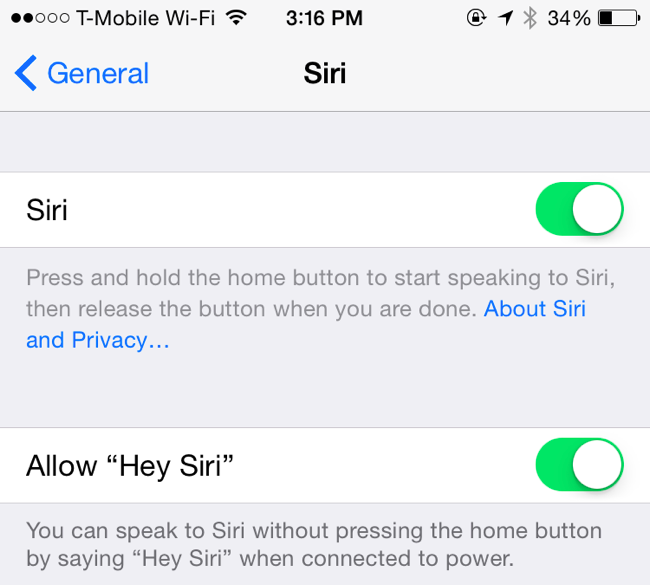 T-Mobile Wi-Fi 3:16 PM 34%
General Siri
Siri
Press and hold the home button to start speaking to Siri,
then release the button when you are done. About Siri
and Privacy…
Allow “Hey Siri”
You can speak to Siri without pressing the home button
by saying “Hey Siri” when connected to power.